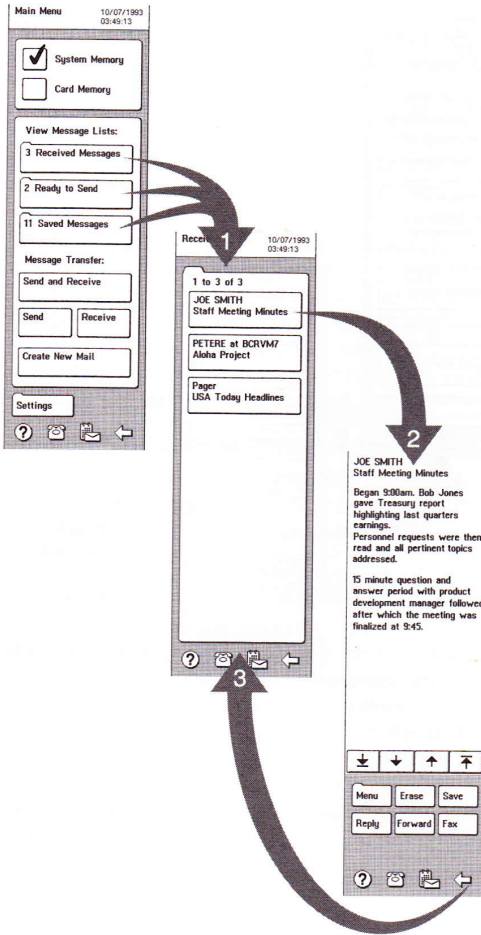 Main Menu
10/07/1993
03:49:13
System Memory
Card Memory
View Message Lists:
3 Received Messages
2 Ready to Send
11 Saved Messages
Message Transfer:
Send and Receive
Send
Receive
Create New Mail
Settings
?
1
Recei
10/07/1993
03:49:13
1 to 3 of 3
JOE SMITH
Staff Meeting Minutes
PETERE at BCRVM7
Aloha Project
Pager
USA Today Headlines
?
2
JOE SMITH
Staff Meeting Minutes
Began 9:00am. Bob Jones
gave Treasury report
highlighting last quarters
earnings.
Personnel requests were then
read and all pertinent topics
addressed.
15 minute question and
answer period with product
development manager followed
after which the meeting was
finalized at 9:45.
Menu
Erase
Save
Reply
Forward
Fax
?
3